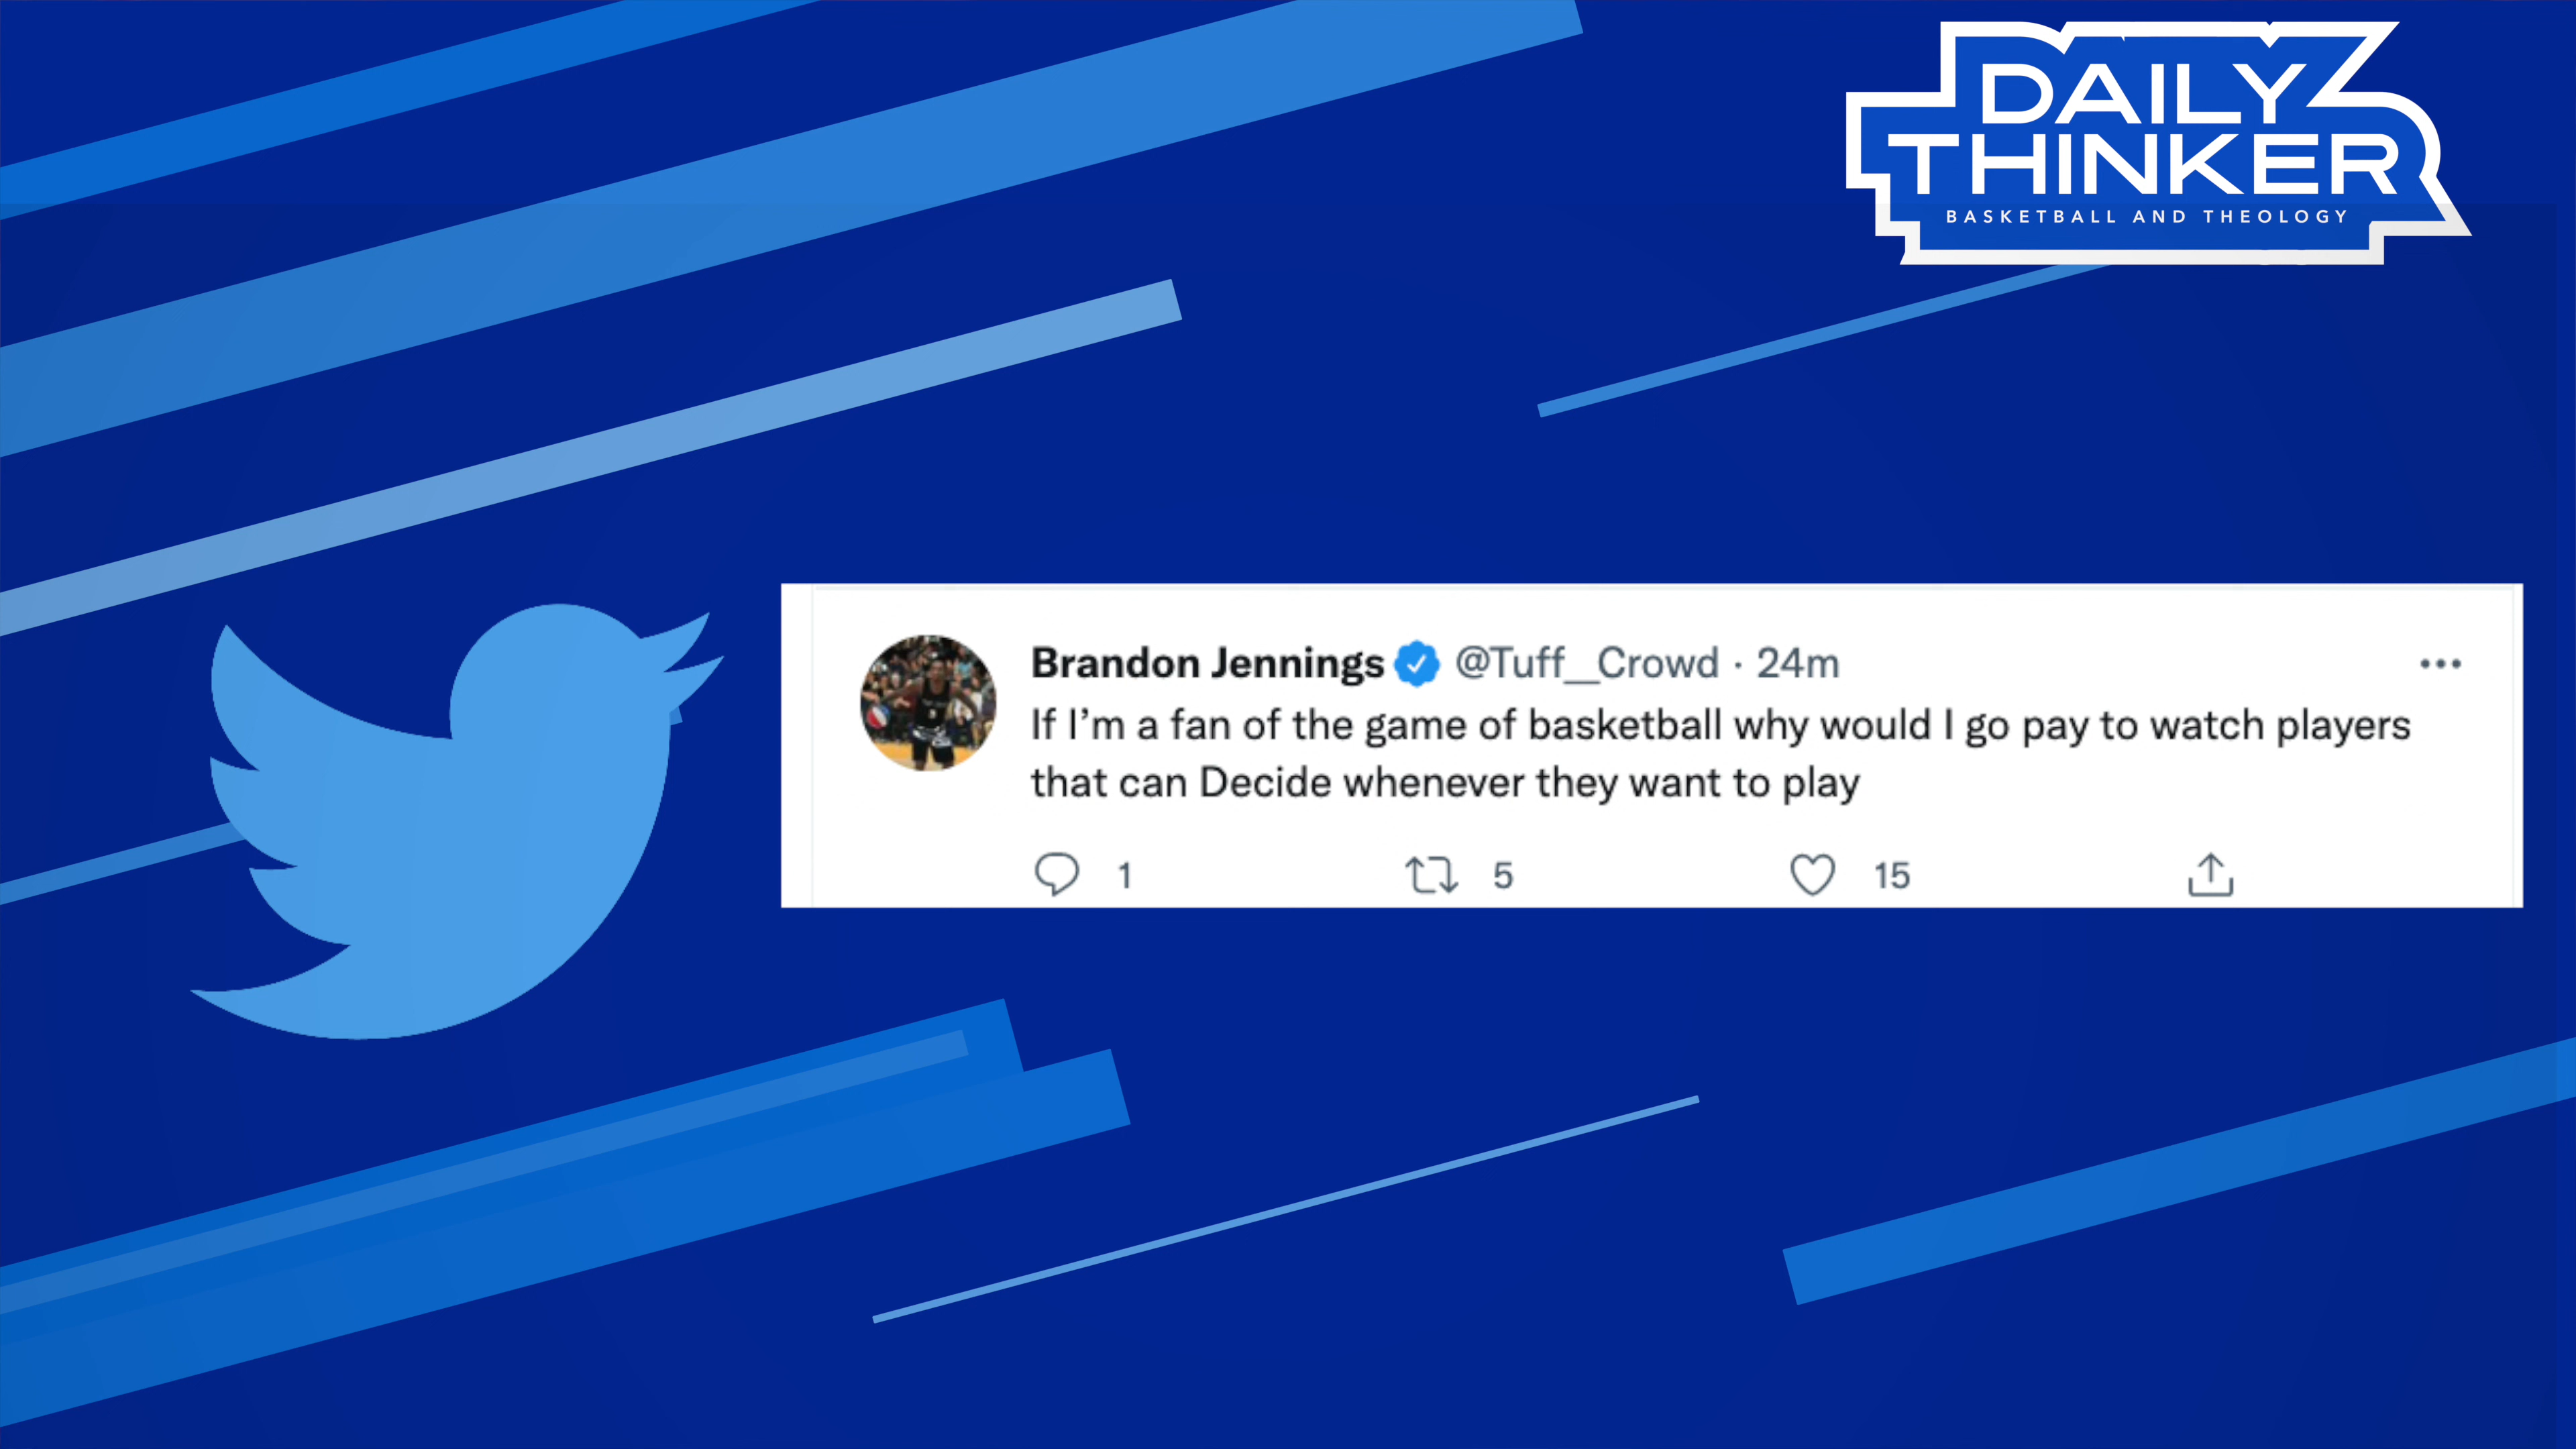 DAILY
THINKER
BASKETBALL AND THEOLOGY
Brandon Jennings @Tuff__Crowd · 24m
If I’m a fan of the game of basketball why would I go pay to watch players
that can Decide whenever they want to play
1 5 15